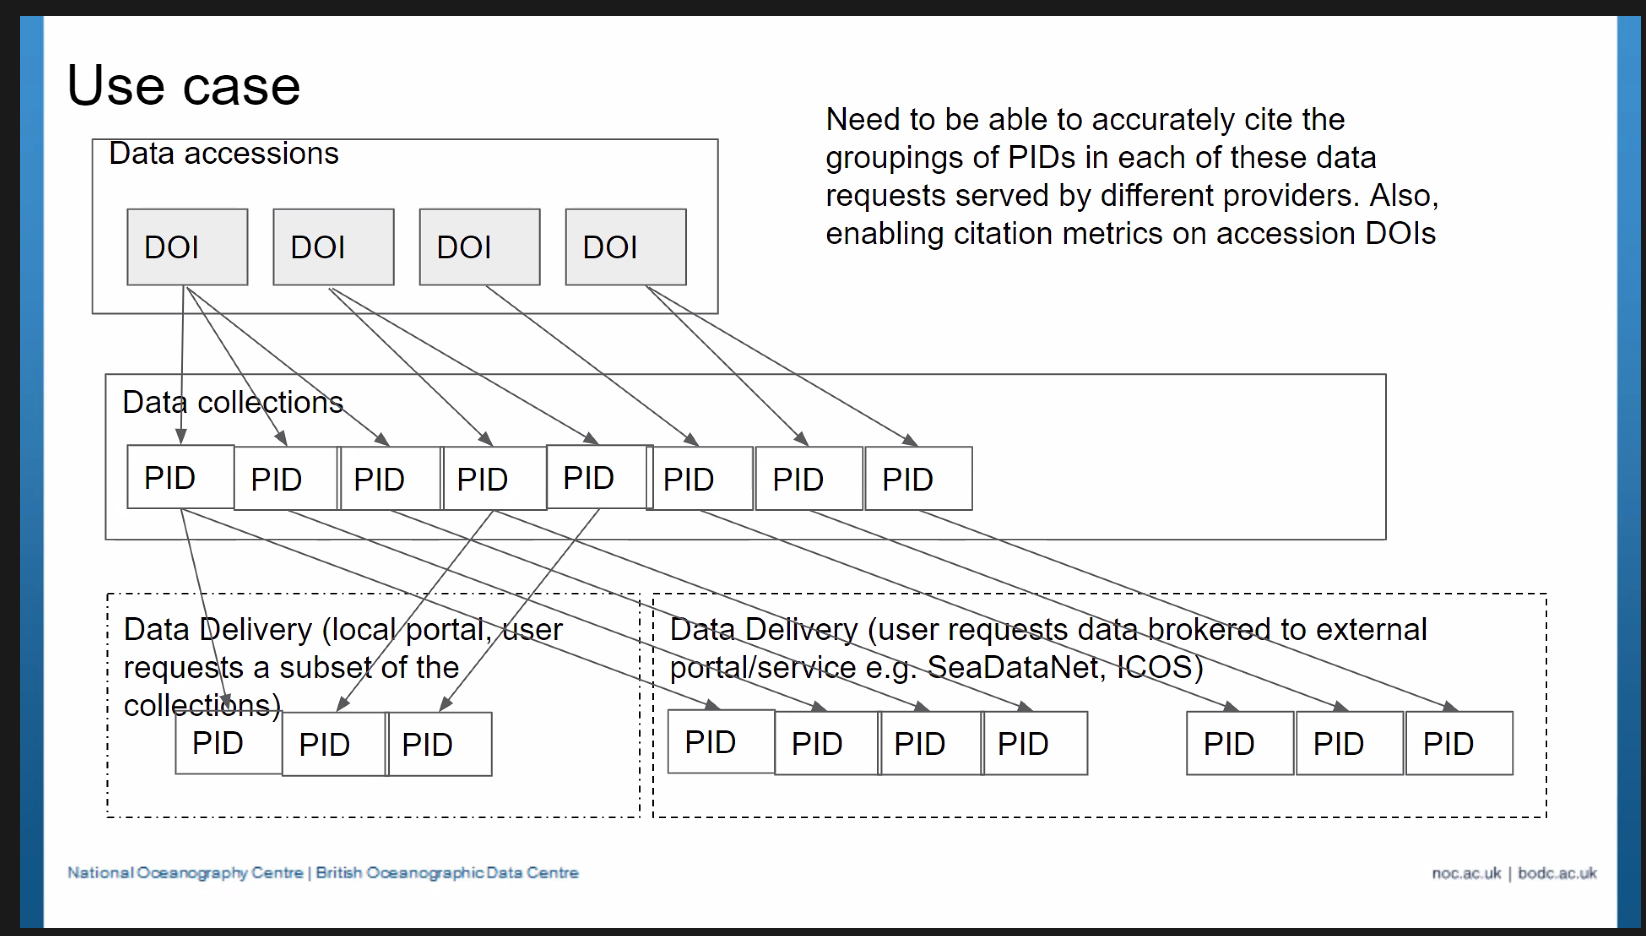 Use case
Need to be able to accurately cite the
groupings of PIDs in each of these data
requests served by different providers. Also,
enabling citation metrics on accession DOIs
Data accessions
DOI
DOI
DOI
DOI
Data collections
PID
PID
PID
PID
PID
PID
PID
PID
Data Delivery (local portal, user
requests a subset of the
collections)
PID
PID
PID
Data Delivery (user requests data brokered to external
portal/service e.g. SeaDataNet, ICOS)
PID
PID
PID
PID
PID
PID
PID
National Oceanography Centre | British Oceanographic Data Centre
noc.ac.uk | bodc.ac.uk